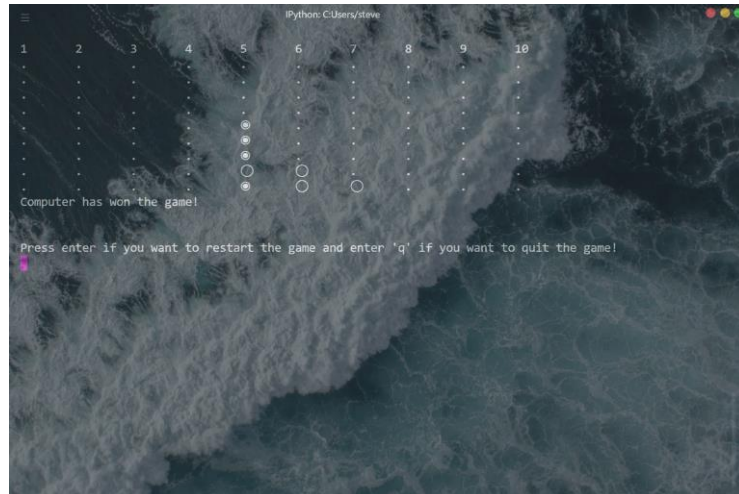 IPython: C:Users/steve
1 2 3 4 5 6 7 8 9 10
Computer has won the game!
Press enter if you want to restart the game and enter 'q' if you want to quit the game!